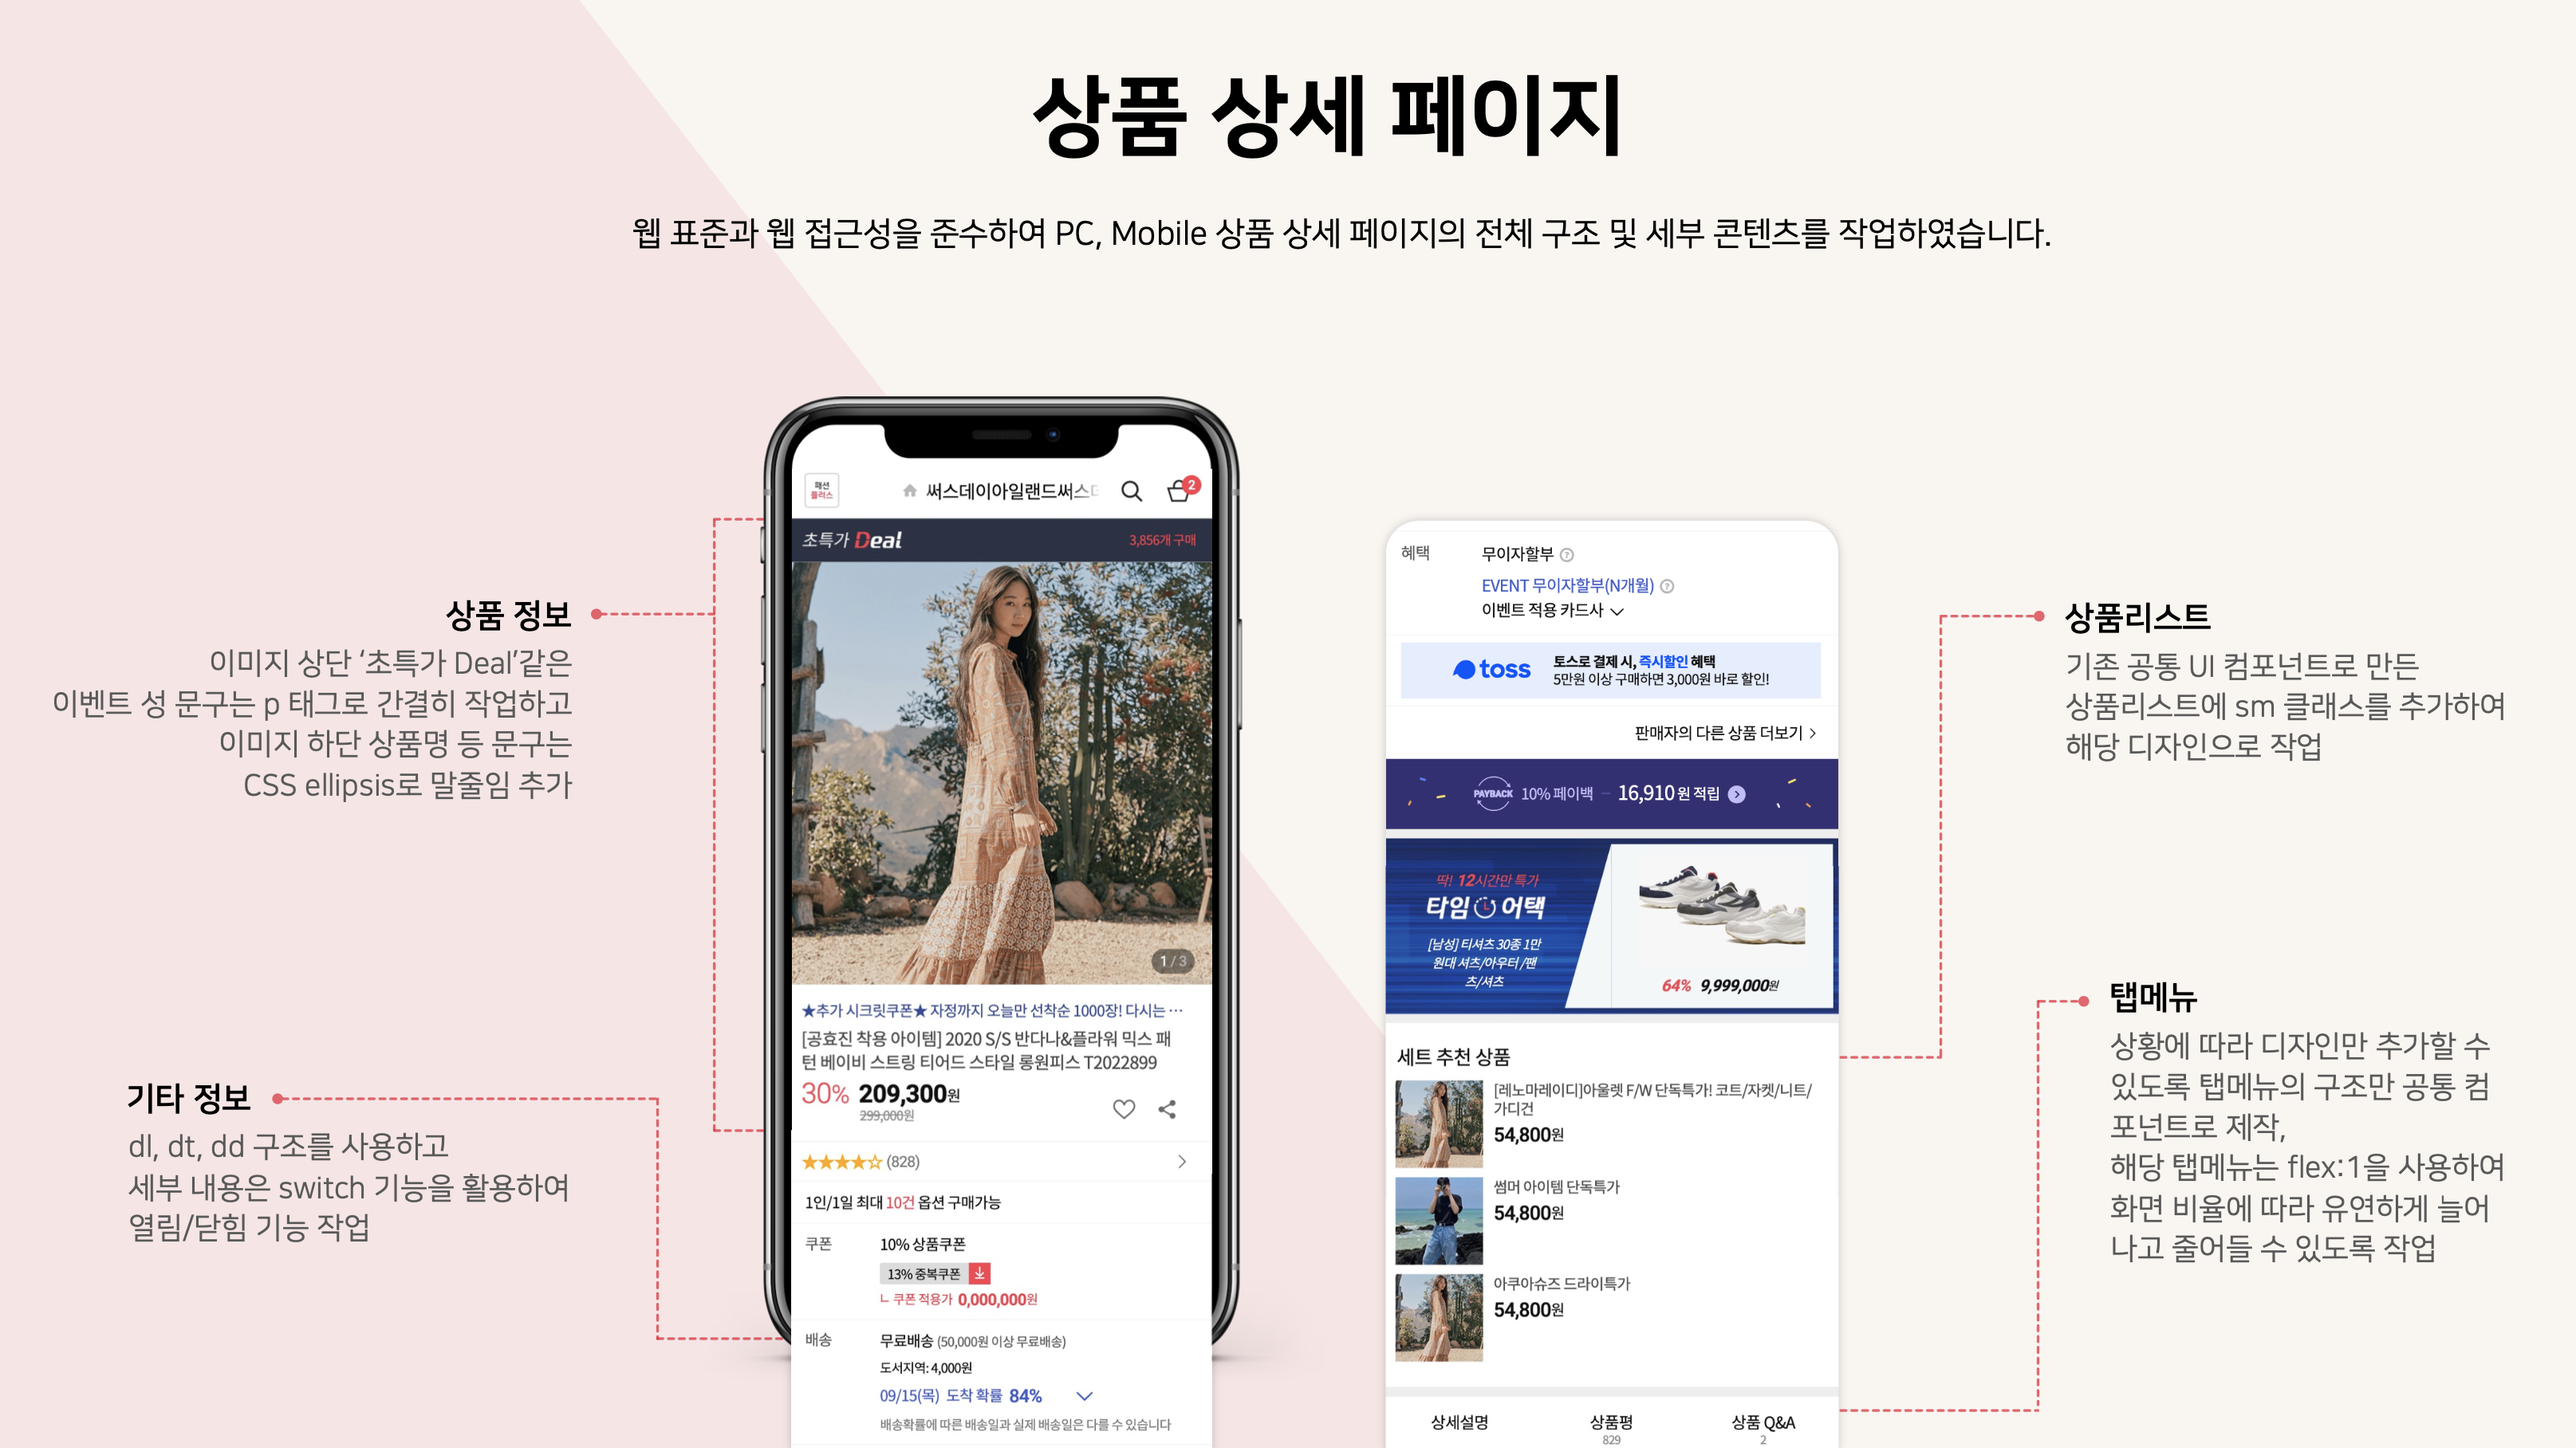 상품 상세 페이지
웹 표준과 웹 접근성을 준수하여 PC, Mobile 상품 상세 페이지의 전체 구조 및 세부 콘텐츠를 작업하였습니다.
상품 정보
이미지 상단 ‘초특가 Deal’같은
이벤트 성 문구는 p 태그로 간결히 작업하고
이미지 하단 상품명 등 문구는
CSS ellipsis로 말줄임 추가
기타 정보
dl, dt, dd 구조를 사용하고
세부 내용은 switch 기능을 활용하여
열림/닫힘 기능 작업
패션
플러스
써스데이아일랜드써스
2
초특가 Deal
3,856개 구매
1 / 3
★추가 시크릿쿠폰★ 자정까지 오늘만 선착순 1000장! 다시는 …
[공효진 착용 아이템] 2020 S/S 반다나&플라워 믹스 패
턴 베이비 스트링 티어드 스타일 롱원피스 T2022899
30% 209,300원
299,000원
★★★★☆ (828)
1인/1일 최대 10건 옵션 구매가능
쿠폰
10% 상품쿠폰
13% 중복쿠폰
ㄴ 쿠폰 적용가 0,000,000원
배송
무료배송 (50,000원 이상 무료배송)
도서지역: 4,000원
09/15(목) 도착 확률 84%
배송확률에 따른 배송일과 실제 배송일은 다를 수 있습니다
혜택
무이자할부 ?
EVENT 무이자할부(N개월) ?
이벤트 적용 카드사
toss
토스로 결제 시, 즉시할인 혜택
5만원 이상 구매하면 3,000원 바로 할인!
판매자의 다른 상품 더보기 >
PAYBACK 10% 페이백 – 16,910원 적립
딱! 12시간만 특가
타임 어택
[남성] 티셔츠 30종 1만
원대 셔츠/아우터 /팬
츠/셔츠
64% 9,999,000원
세트 추천 상품
[레노마레이디]아울렛 F/W 단독특가! 코트/자켓/니트/
가디건
54,800원
썸머 아이템 단독특가
54,800원
아쿠아슈즈 드라이특가
54,800원
상세설명
상품평
829
상품 Q&A
2
상품리스트
기존 공통 UI 컴포넌트로 만든
상품리스트에 sm 클래스를 추가하여
해당 디자인으로 작업
탭메뉴
상황에 따라 디자인만 추가할 수
있도록 탭메뉴의 구조만 공통 컴
포넌트로 제작,
해당 탭메뉴는 flex:1을 사용하여
화면 비율에 따라 유연하게 늘어
나고 줄어들 수 있도록 작업